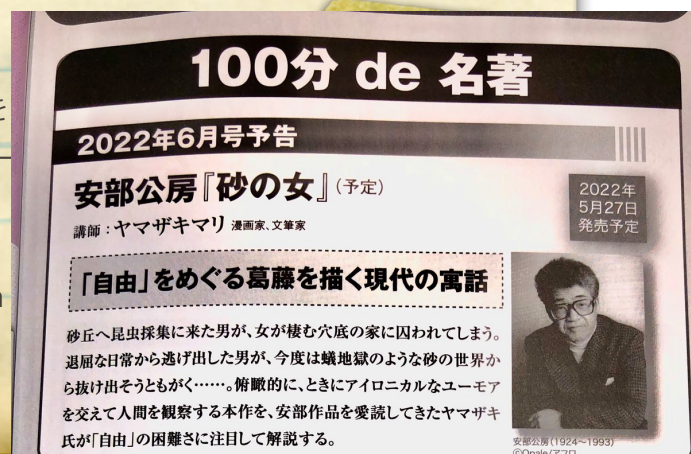 100分 de 名著
2022年6月号予告
安部公房『砂の女』(予定)
講師：ヤマザキマリ 漫画家、文筆家
2022年
5月27日
発売予定
「自由」をめぐる葛藤を描く現代の寓話
砂丘へ昆虫採集に来た男が、女が棲む穴底の家に囚われてしまう。
退屈な日常から逃げ出した男が、今度は蟻地獄のような砂の世界か
ら抜け出そうともがく……。俯瞰的に、ときにアイロニカルなユーモア
を交えて人間を観察する本作を、安部作品を愛読してきたヤマザキ
氏が「自由」の困難さに注目して解説する。
安部公房(1924〜1993)
©Opale/アフロ